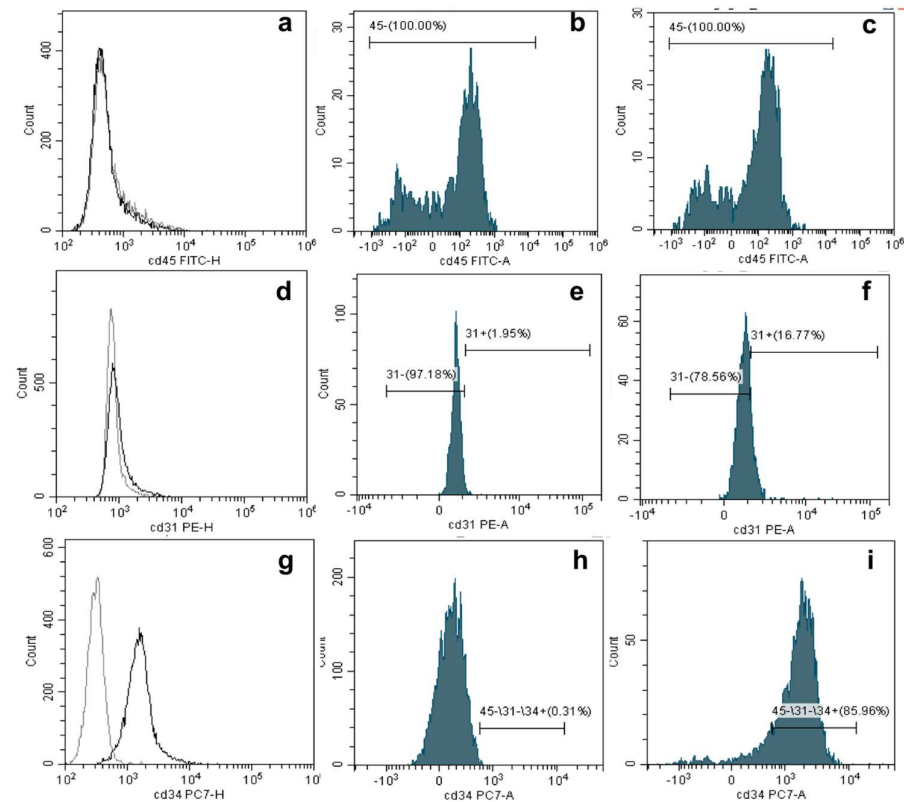 a
400
200
0
Count
10² 10³ 10⁴ 10⁵ 10⁶
cd45 FITC-H
b
45-(100.00%)
30
20
10
0
Count
-10³ -10² 0 10² 10³ 10⁴ 10⁵ 10⁶
cd45 FITC-A
c
45-(100.00%)
30
20
10
0
Count
-10³ -10² 0 10² 10³ 10⁴ 10⁵ 10⁶
cd45 FITC-A
d
500
0
Count
10² 10³ 10⁴ 10⁵ 10⁶
cd31 PE-H
e
31+(1.95%)
31-(97.18%)
100
50
0
Count
-10⁴ 0 10⁴ 10⁵
cd31 PE-A
f
31+(16.77%)
31-(78.56%)
60
40
20
0
Count
-10⁴ 0 10⁴ 10⁵
cd31 PE-A
g
600
400
200
0
Count
10² 10³ 10⁴ 10⁵
cd34 PC7-H
h
45-\31-\34+(0.31%)
200
100
0
Count
-10³ 0 10³ 10⁴
cd34 PC7-A
i
45-\31-\34+(85.96%)
50
0
Count
-10³ 0 10³ 10⁴
cd34 PC7-A